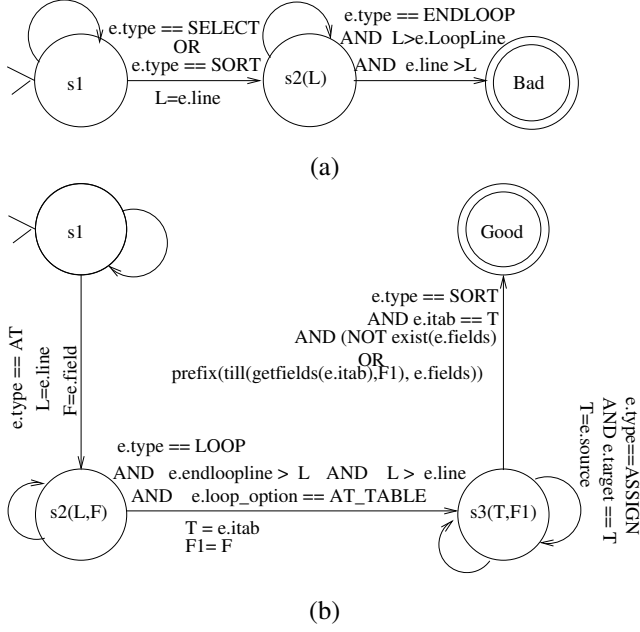 e.type == SELECT
OR
e.type == SORT
L=e.line
s1
e.type == ENDLOOP
AND L>e.LoopLine
AND e.line >L
s2(L)
Bad
(a)
s1
Good
e.type == AT
L=e.line
F=e.field
e.type == SORT
AND e.itab == T
AND (NOT exist(e.fields)
OR
prefix(till(getfields(e.itab),F1), e.fields))
e.type == LOOP
AND e.endloopline > L AND L > e.line
AND e.loop_option == AT_TABLE
T = e.itab
F1= F
s2(L,F)
s3(T,F1)
e.type==ASSIGN
AND e.target == T
T=e.source
(b)